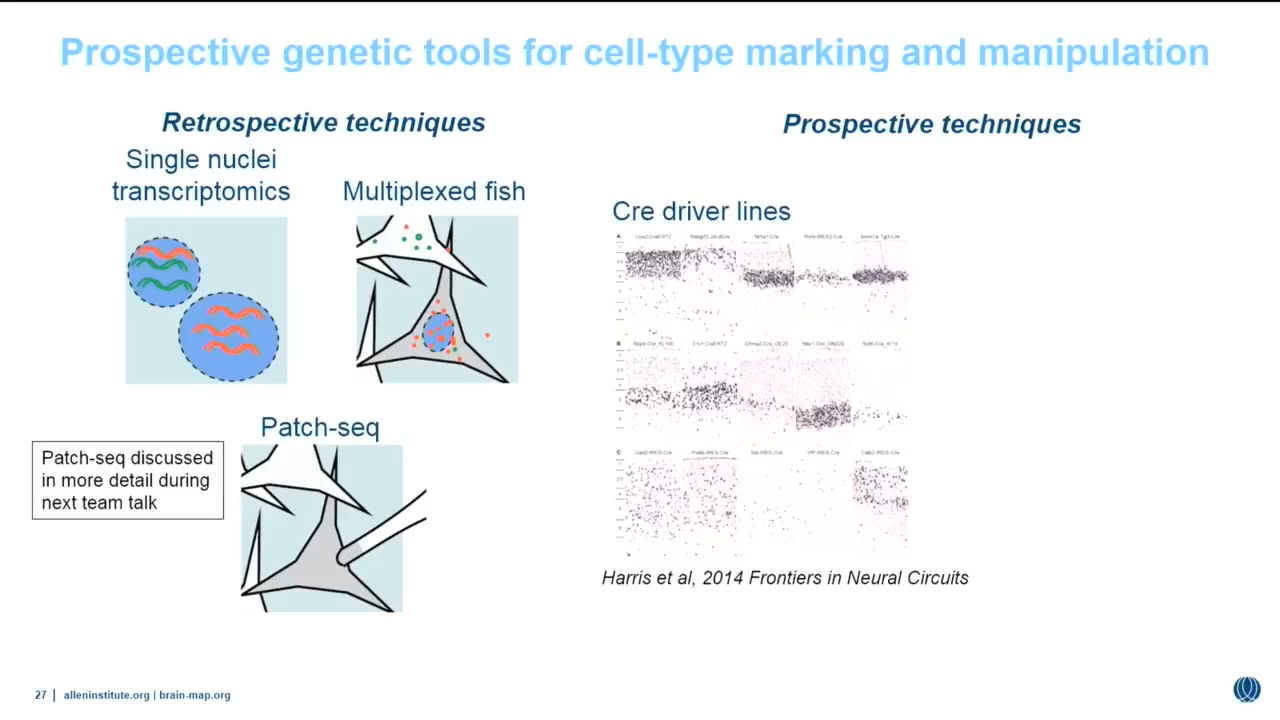 Prospective genetic tools for cell-type marking and manipulation
Retrospective techniques
Single nuclei
transcriptomics
Multiplexed fish
Patch-seq
Patch-seq discussed
in more detail during
next team talk
Prospective techniques
Cre driver lines
A
B
C
Harris et al, 2014 Frontiers in Neural Circuits
27 | alleninstitute.org | brain-map.org